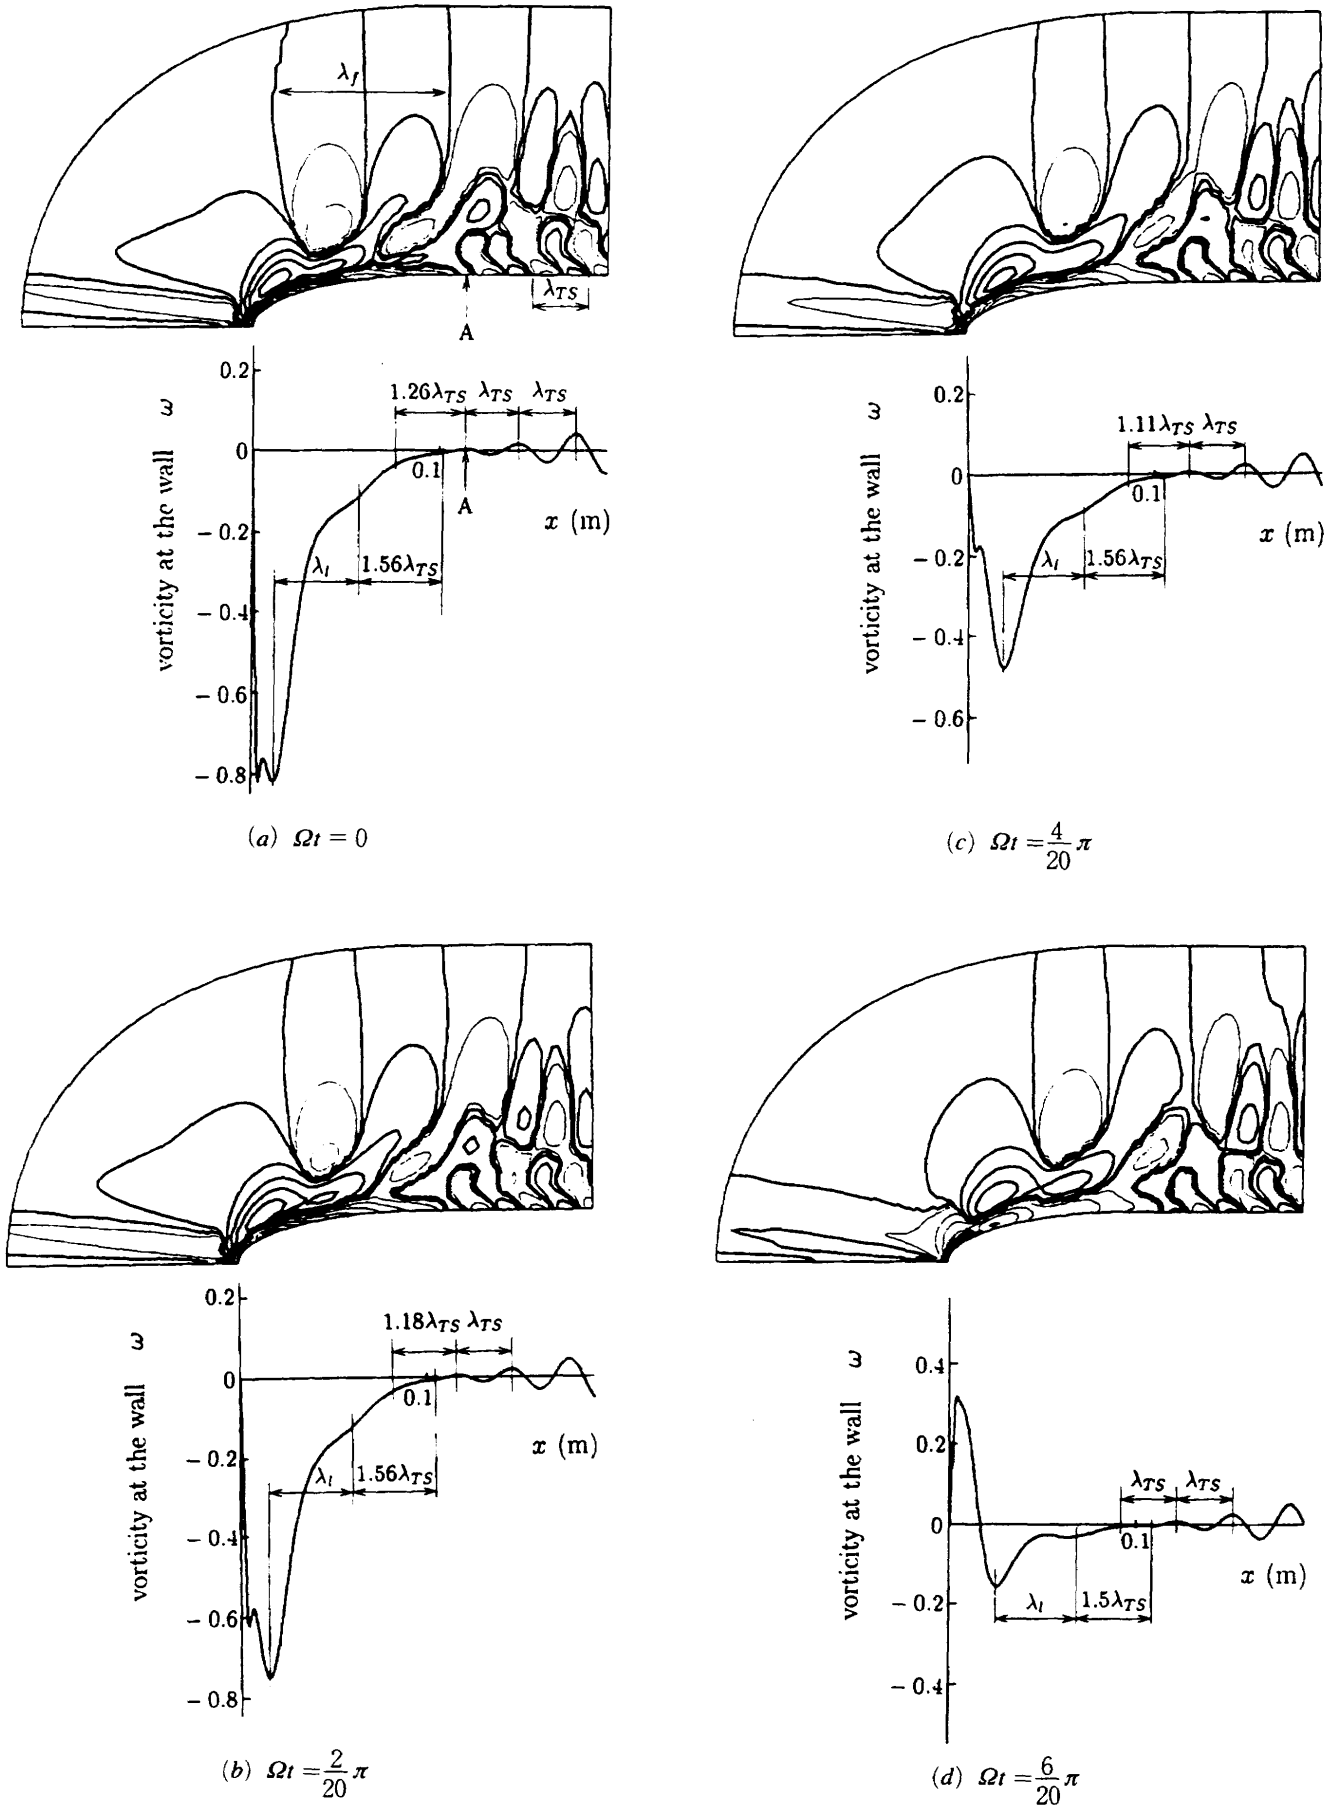 λf
λTS
A
0.2
0
− 0.2
− 0.4
− 0.6
− 0.8
vorticity at the wall ω
1.26λTS λTS λTS
0.1
A
x (m)
λl 1.56λTS
(a) Ωt = 0
0.2
0
− 0.2
− 0.4
− 0.6
vorticity at the wall ω
1.11λTS λTS
0.1
x (m)
λl 1.56λTS
(c) Ωt = 4/20 π
0.2
0
− 0.2
− 0.4
− 0.6
− 0.8
vorticity at the wall ω
1.18λTS λTS
0.1
x (m)
λl 1.56λTS
(b) Ωt = 2/20 π
0.4
0.2
0
− 0.2
− 0.4
vorticity at the wall ω
λTS λTS
0.1
x (m)
λl 1.5λTS
(d) Ωt = 6/20 π